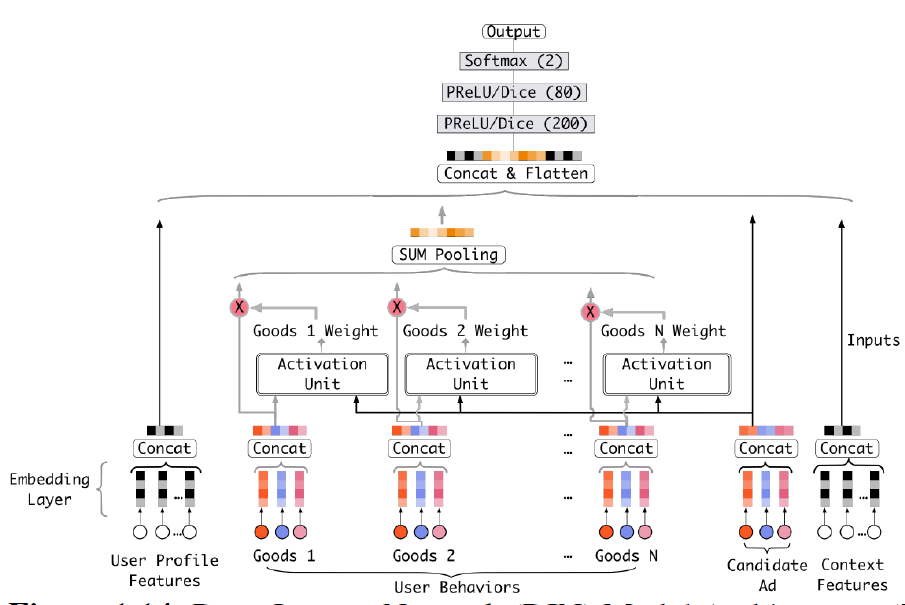 Output
Softmax (2)
PReLU/Dice (80)
PReLU/Dice (200)
Concat & Flatten
SUM Pooling
X
X
X
Goods 1 Weight
Goods 2 Weight
Goods N Weight
Inputs
Activation
Unit
Activation
Unit
...
...
Activation
Unit
Concat
Concat
Concat
...
...
Concat
Concat
Concat
Embedding
Layer
...
...
...
...
...
User Profile
Features
Goods 1
Goods 2
...
Goods N
User Behaviors
Candidate
Ad
Context
Features